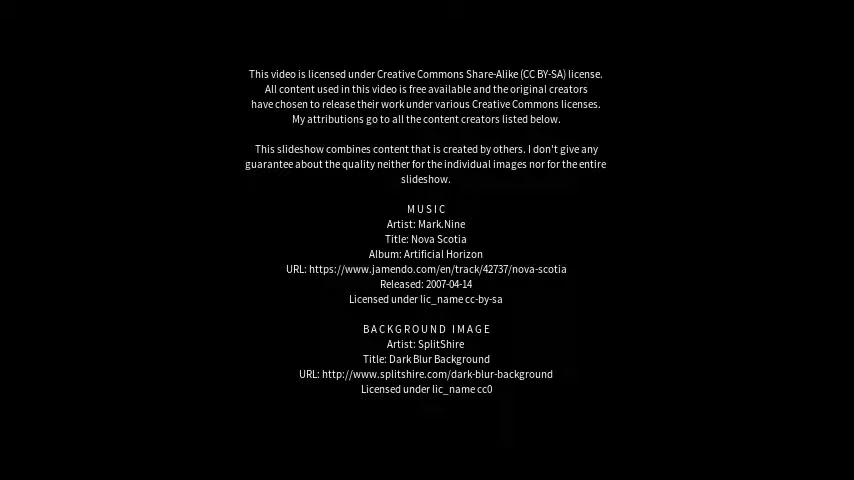 This video is licensed under Creative Commons Share-Alike (CC BY-SA) license.
All content used in this video is free available and the original creators
have chosen to release their work under various Creative Commons licenses.
My attributions go to all the content creators listed below.
This slideshow combines content that is created by others. I don't give any
guarantee about the quality neither for the individual images nor for the entire
slideshow.
MUSIC
Artist: Mark.Nine
Title: Nova Scotia
Album: Artificial Horizon
URL: https://www.jamendo.com/en/track/42737/nova-scotia
Released: 2007-04-14
Licensed under lic_name cc-by-sa
BACKGROUND IMAGE
Artist: SplitShire
Title: Dark Blur Background
URL: http://www.splitshire.com/dark-blur-background
Licensed under lic_name cc0